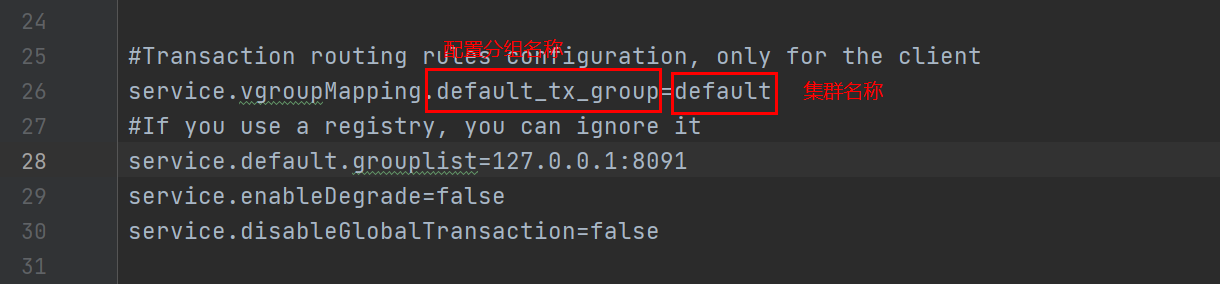 24
25 #Transaction routing rules configuration, only for the client
配置分组名称
26 service.vgroupMapping.default_tx_group=default 集群名称
27 #If you use a registry, you can ignore it
28 service.default.grouplist=127.0.0.1:8091
29 service.enableDegrade=false
30 service.disableGlobalTransaction=false
31